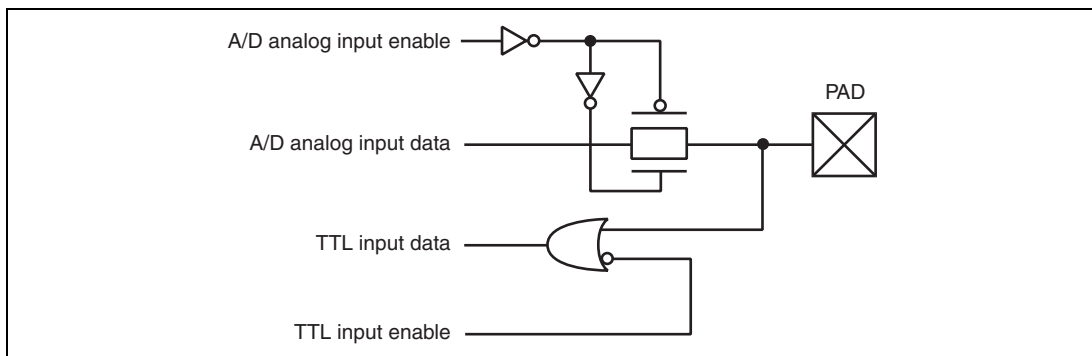 A/D analog input enable
PAD
A/D analog input data
TTL input data
TTL input enable